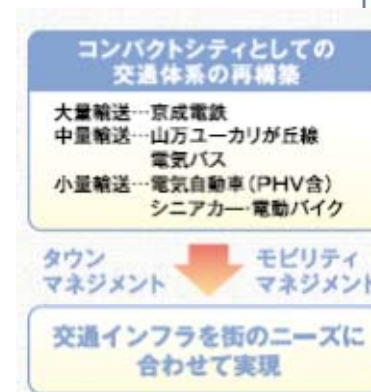 コンパクトシティとしての
交通体系の再構築
大量輸送…京成電鉄
中量輸送…山万ユーカリが丘線
電気バス
小量輸送…電気自動車(PHV含)
シニアカー・電動バイク
タウン
マネジメント
モビリティ
マネジメント
交通インフラを街のニーズに
合わせて実現